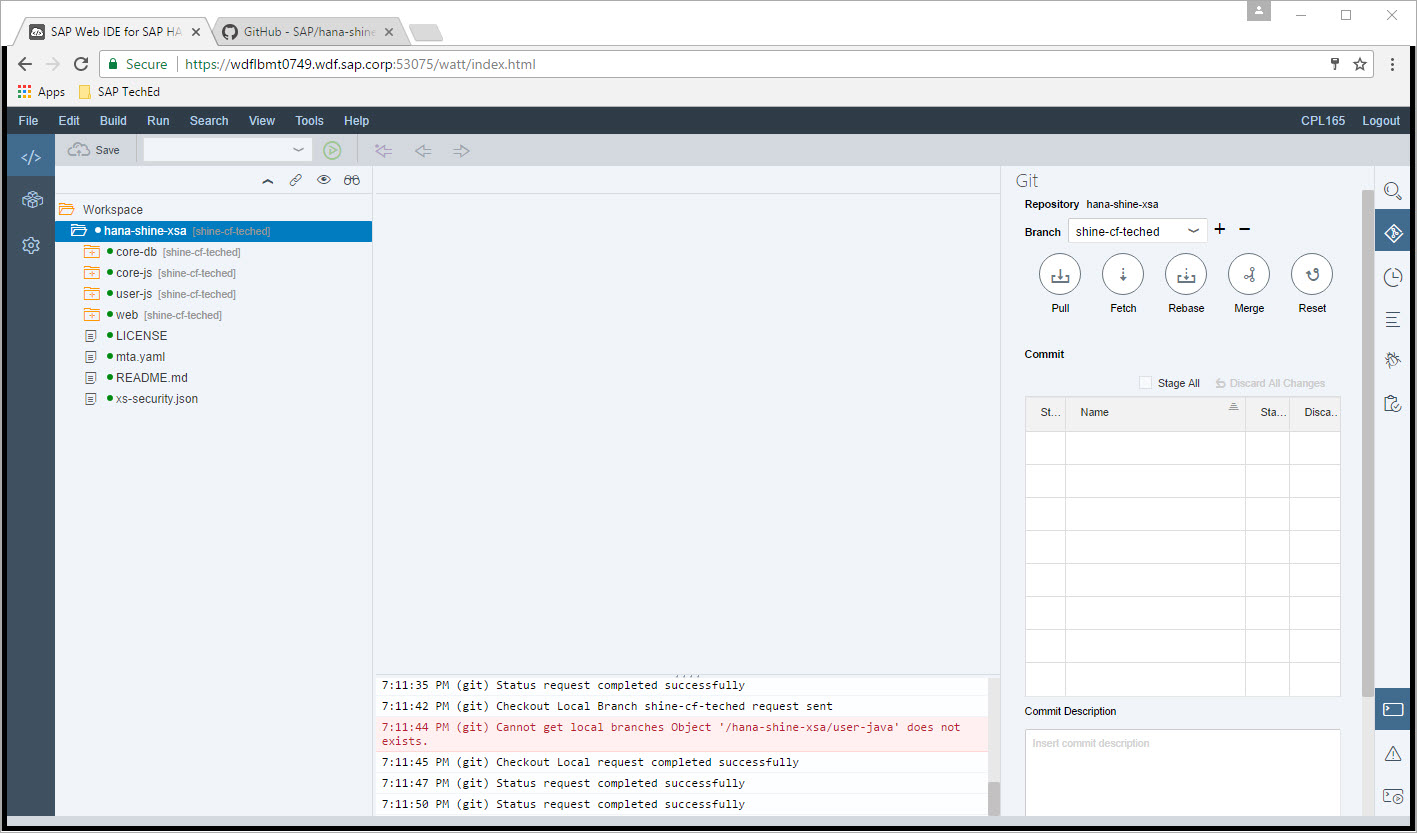 SAP Web IDE for SAP HA
GitHub - SAP/hana-shine
Secure
https://wdflbmt0749.wdf.sap.corp:53075/watt/index.html
Apps
SAP TechEd
File Edit Build Run Search View Tools Help
CPL165 Logout
Save
Workspace
hana-shine-xsa [shine-cf-teched]
core-db [shine-cf-teched]
core-js [shine-cf-teched]
user-js [shine-cf-teched]
web [shine-cf-teched]
LICENSE
mta.yaml
README.md
xs-security.json
7:11:35 PM (git) Status request completed successfully
7:11:42 PM (git) Checkout Local Branch shine-cf-teched request sent
7:11:44 PM (git) Cannot get local branches Object '/hana-shine-xsa/user-java' does not
exists.
7:11:45 PM (git) Checkout Local request completed successfully
7:11:47 PM (git) Status request completed successfully
7:11:50 PM (git) Status request completed successfully
Git
Repository hana-shine-xsa
Branch shine-cf-teched
Pull Fetch Rebase Merge Reset
Commit
Stage All Discard All Changes
St... Name Sta... Disca..
Commit Description
Insert commit description